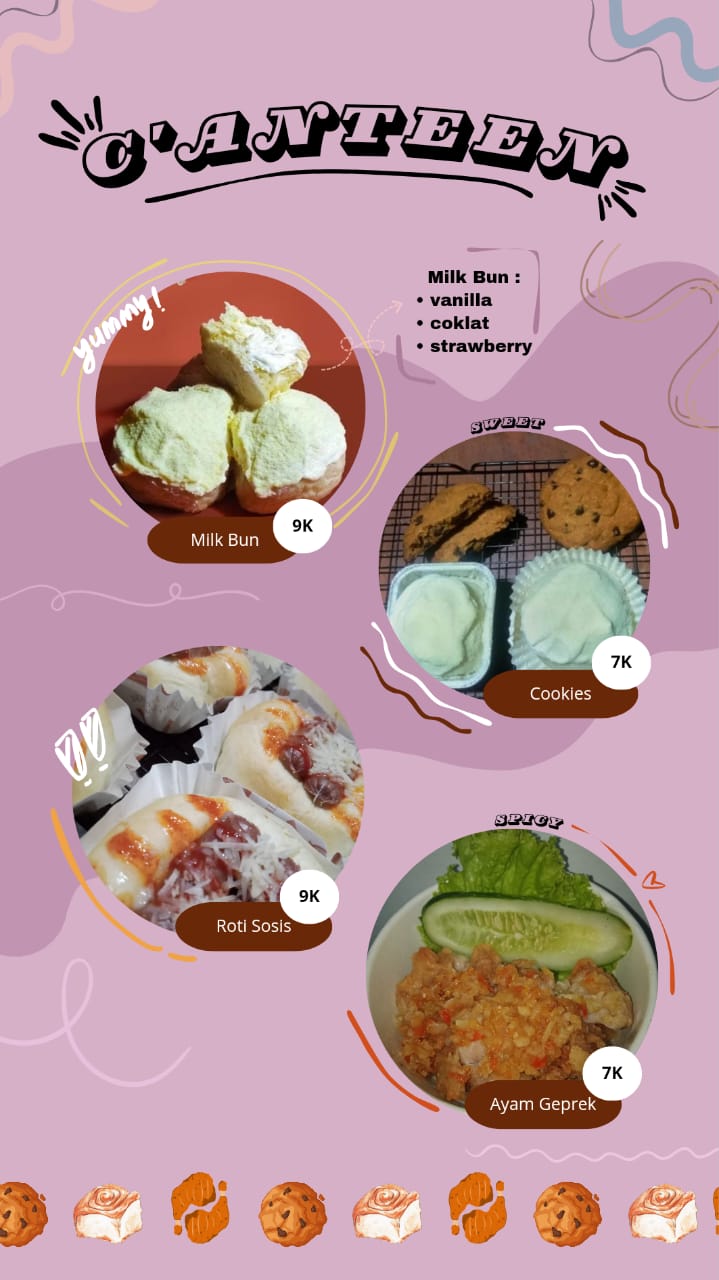 C'ANTEEN
yummy!
Milk Bun :
• vanilla
• coklat
• strawberry
9K
Milk Bun
SWEET
7K
Cookies
9K
Roti Sosis
SPICY
7K
Ayam Geprek